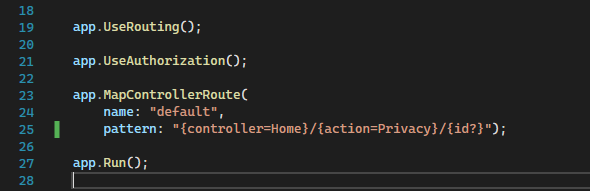 18
19 app.UseRouting();
20
21 app.UseAuthorization();
22
23 app.MapControllerRoute(
24 name: "default",
25 pattern: "{controller=Home}/{action=Privacy}/{id?}");
26
27 app.Run();
28